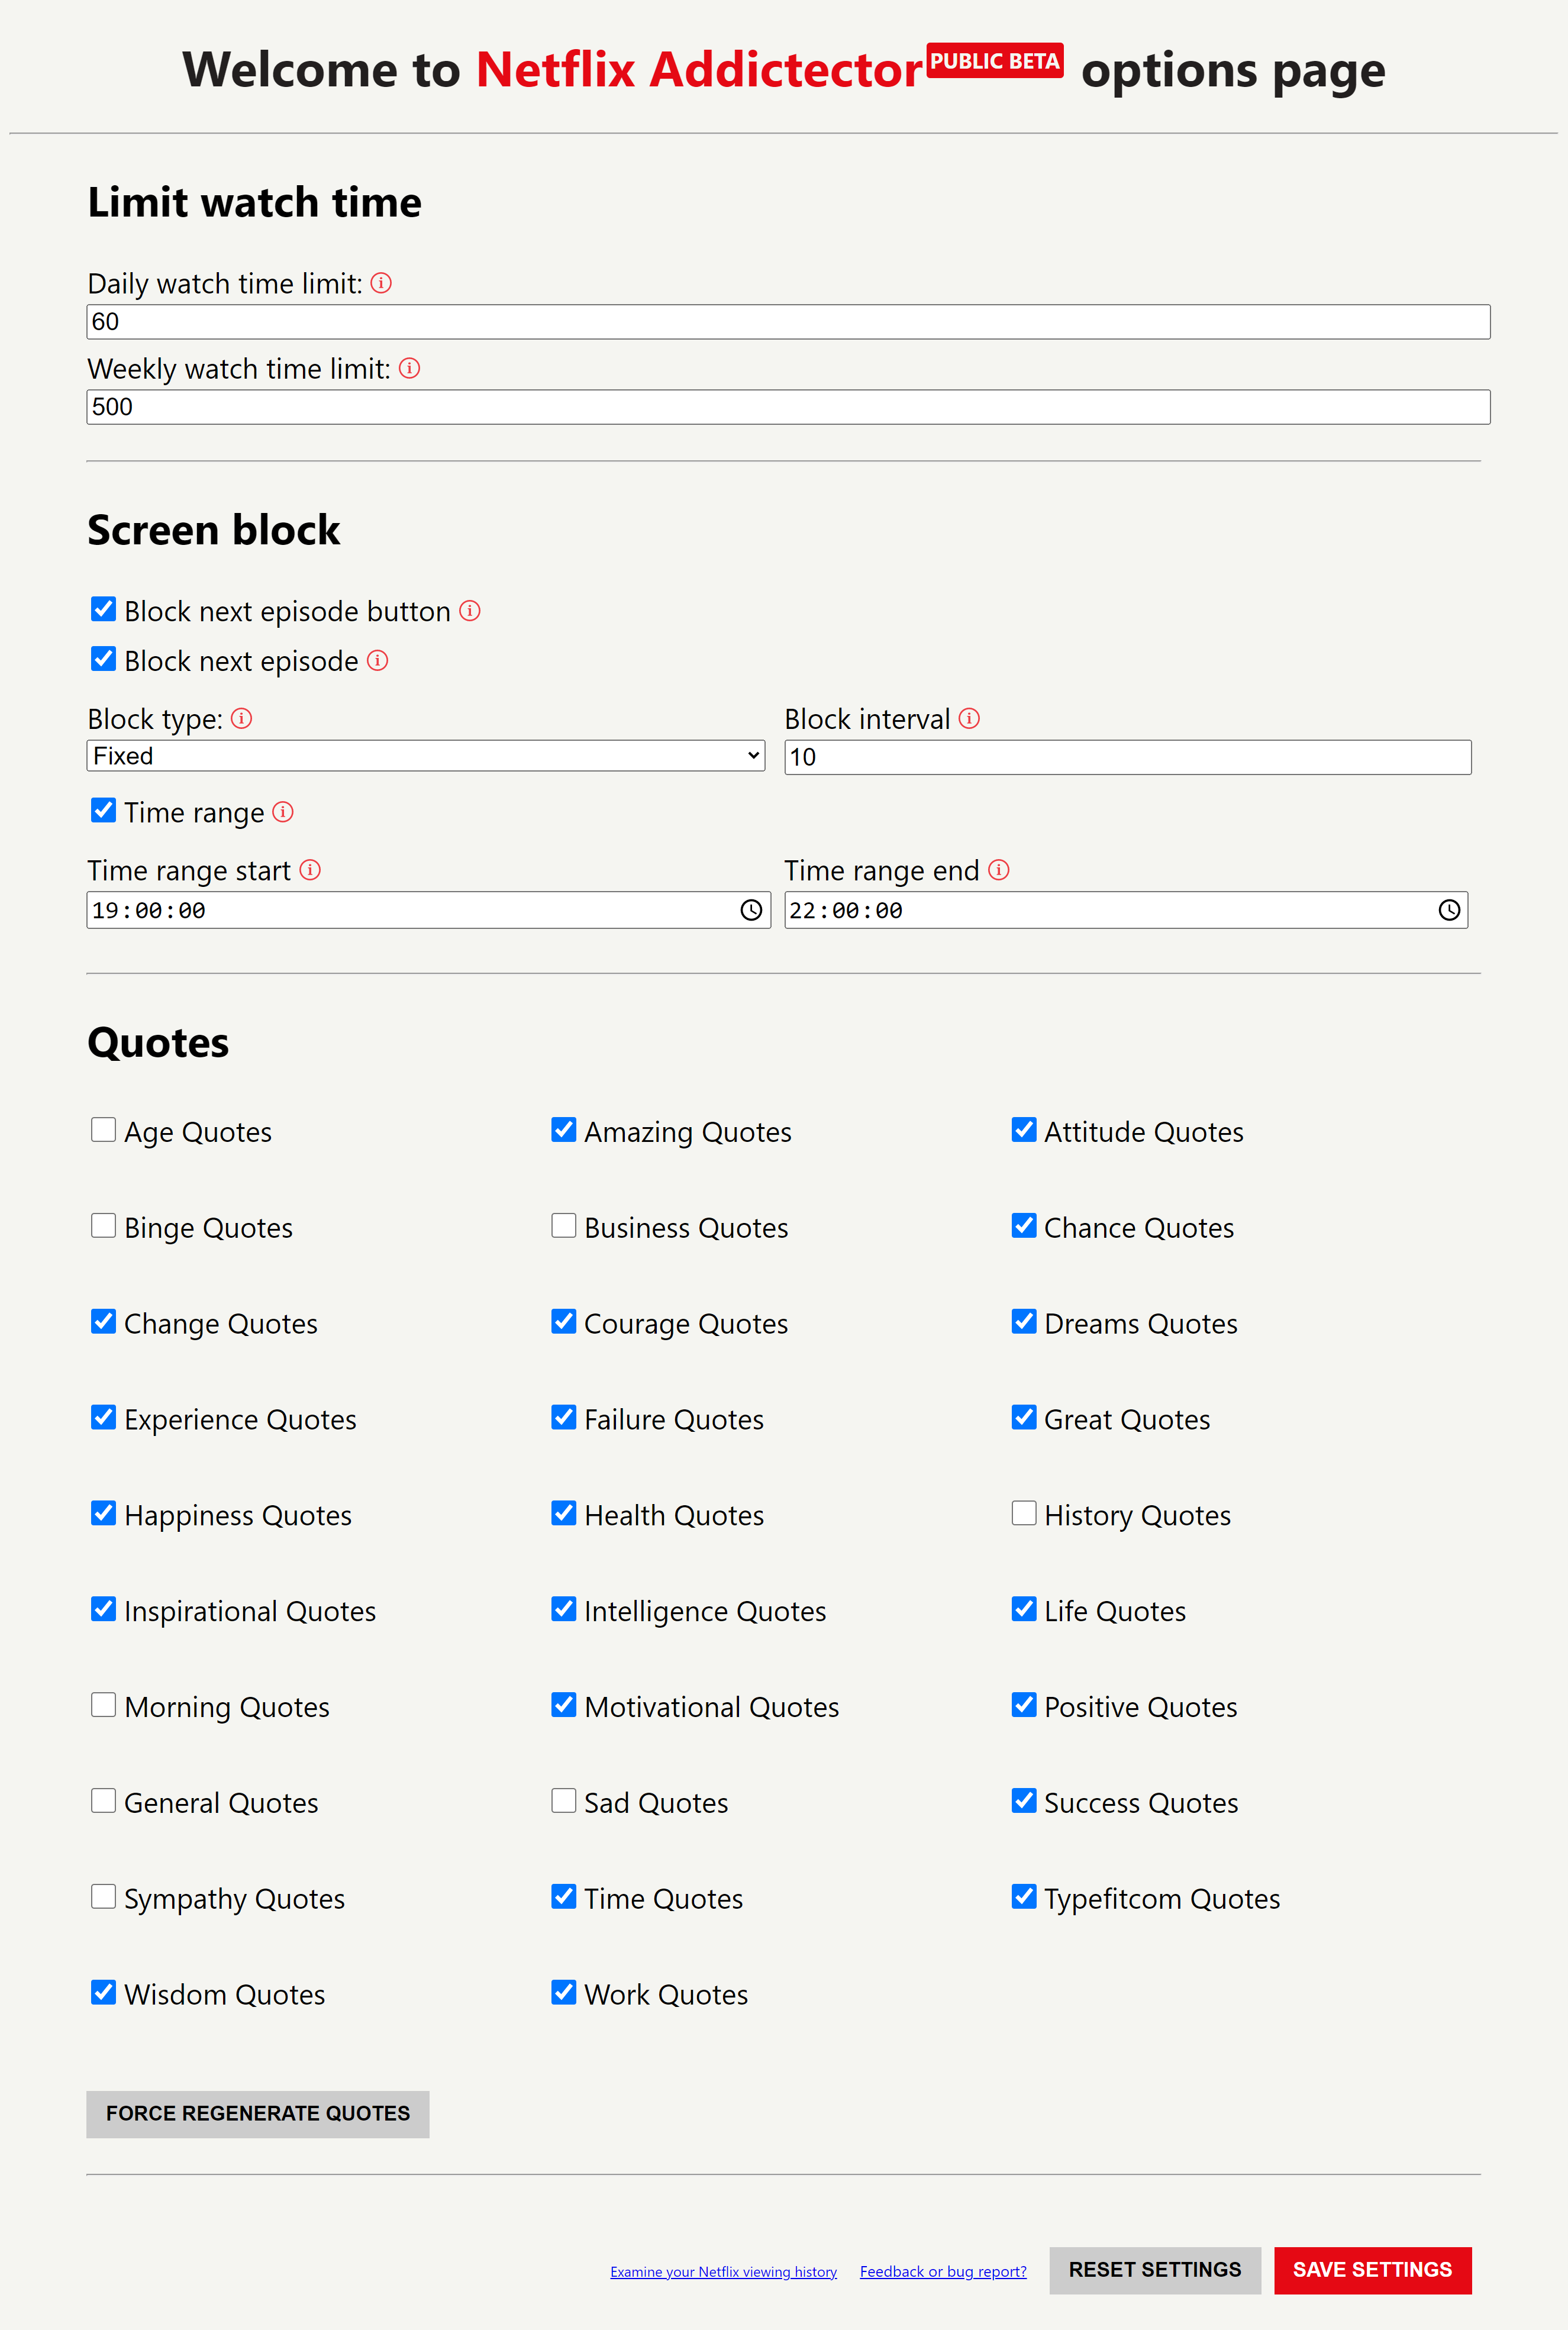 Welcome to Netflix Addictector PUBLIC BETA options page
Limit watch time
Daily watch time limit:
60
Weekly watch time limit:
500
Screen block
Block next episode button
Block next episode
Block type: Block interval
Fixed 10
Time range
Time range start Time range end
19:00:00 22:00:00
Quotes
Age Quotes Amazing Quotes Attitude Quotes
Binge Quotes Business Quotes Chance Quotes
Change Quotes Courage Quotes Dreams Quotes
Experience Quotes Failure Quotes Great Quotes
Happiness Quotes Health Quotes History Quotes
Inspirational Quotes Intelligence Quotes Life Quotes
Morning Quotes Motivational Quotes Positive Quotes
General Quotes Sad Quotes Success Quotes
Sympathy Quotes Time Quotes Typefitcom Quotes
Wisdom Quotes Work Quotes
FORCE REGENERATE QUOTES
Examine your Netflix viewing history Feedback or bug report? RESET SETTINGS SAVE SETTINGS